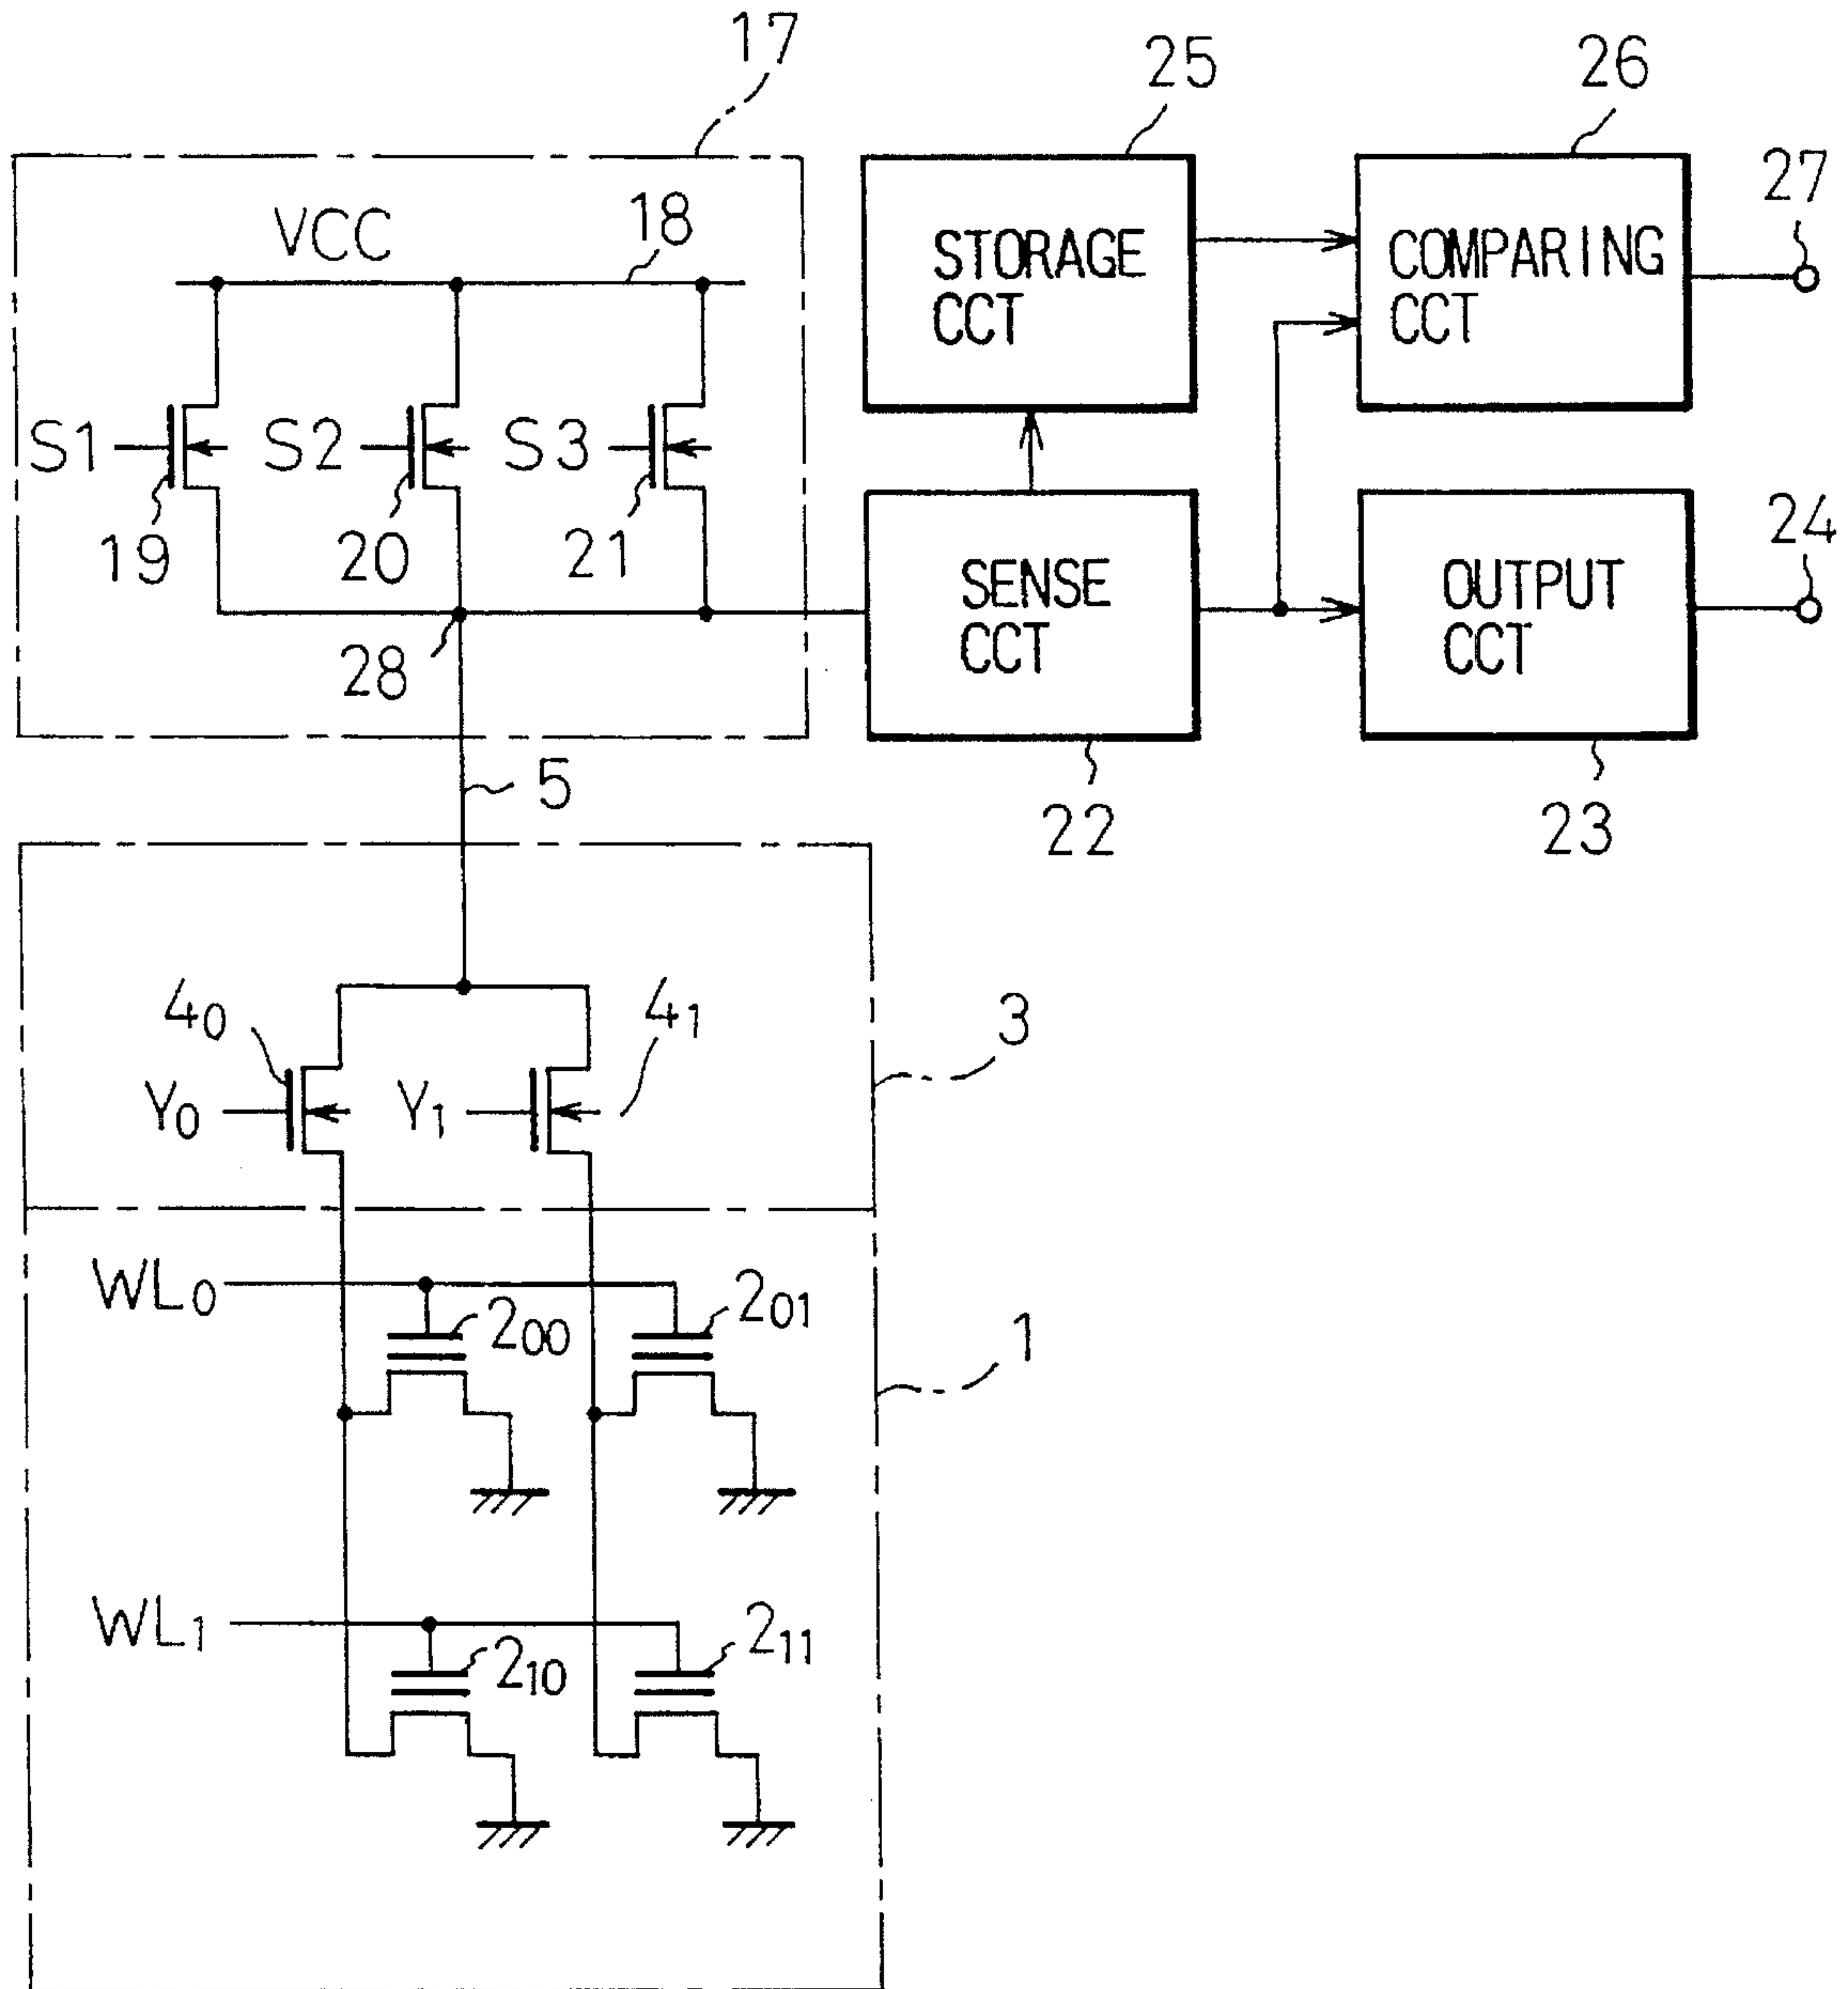 17
25
26
27
VCC
18
STORAGE
CCT
COMPARING
CCT
S1
S2
S3
19
20
21
28
SENSE
CCT
OUTPUT
CCT
24
5
22
23
40
41
3
Y0
Y1
WL0
200
201
1
WL1
210
211